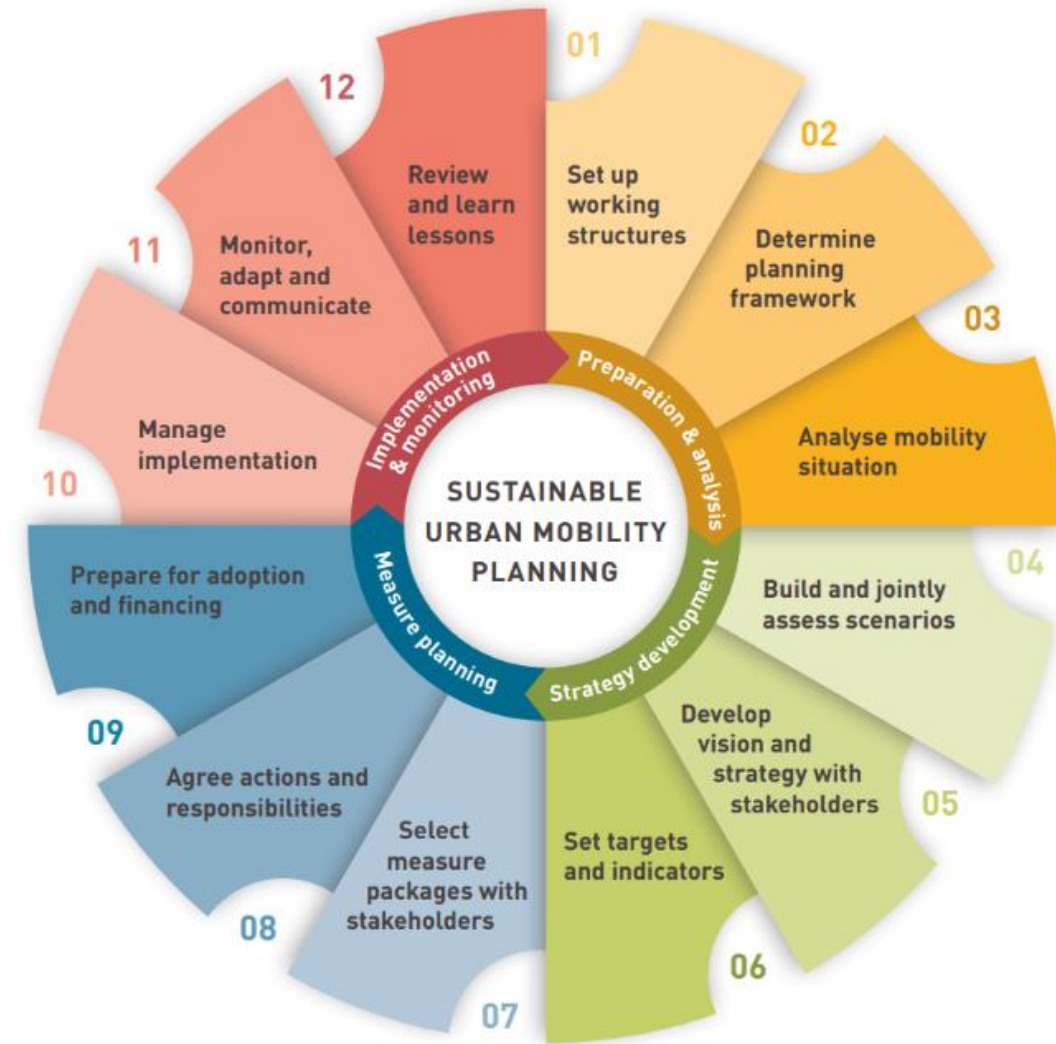 SUSTAINABLE
URBAN MOBILITY
PLANNING
Preparation & analysis
Strategy development
Measure planning
Implementation
& monitoring
01
Set up
working
structures
02
Determine
planning
framework
03
Analyse mobility
situation
04
Build and jointly
assess scenarios
05
Develop
vision and
strategy with
stakeholders
06
Set targets
and indicators
07
Select
measure
packages with
stakeholders
08
Agree actions and
responsibilities
09
Prepare for adoption
and financing
10
Manage
implementation
11
Monitor,
adapt and
communicate
12
Review
and learn
lessons